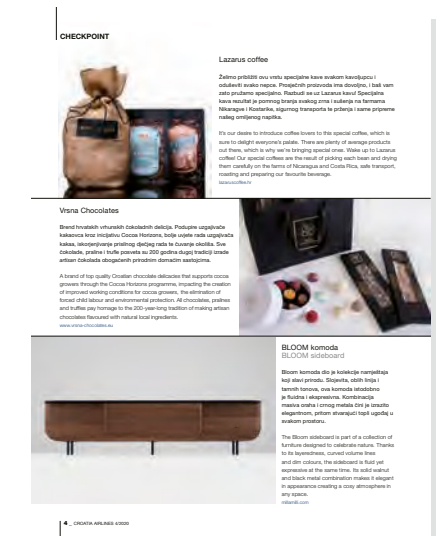 CHECKPOINT
Lazarus coffee
Želimo približiti ovu vrstu specijalne kave svakom kavoljupcu i
oduševiti svako nepce. Prosječnih proizvoda ima dovoljno, i baš vam
zato pružamo specijalno. Razbudi se uz Lazarus kavu! Specijalna
kava rezultat je pomnog branja svakog zrna i sušenja na farmama
Nikaragve i Kostarike, sigurnog transporta te prženja i same pripreme
našeg omiljenog napitka.
It's our desire to introduce coffee lovers to this special coffee, which is
sure to delight everyone's palate. There are plenty of average products
out there, which is why we're bringing special ones. Wake up to Lazarus
coffee! Our special coffees are the result of picking each bean and drying
them carefully on the farms of Nicaragua and Costa Rica, safe transport,
roasting and preparing our favourite beverage.
lazaruscoffee.hr
Vrsna Chocolates
Brend hrvatskih vrhunskih čokoladnih delicija. Podupire uzgajivače
kakaovca kroz inicijativu Cocoa Horizons, bolje uvjete rada uzgajivača
kakaa, iskorjenjivanje prisilnog dječjeg rada te čuvanje okoliša. Sve
čokolade, praline i trufle posveta su 200 godina dugoj tradiciji izrade
artisan čokolada obogaćenih prirodnim domaćim sastojcima.
A brand of top quality Croatian chocolate delicacies that supports cocoa
growers through the Cocoa Horizons programme, impacting the creation
of improved working conditions for cocoa growers, the elimination of
forced child labour and environmental protection. All chocolates, pralines
and truffles pay homage to the 200-year-long tradition of making artisan
chocolates flavoured with natural local ingredients.
www.vrsna-chocolates.eu
BLOOM komoda
BLOOM sideboard
Bloom komoda dio je kolekcije namještaja
koji slavi prirodu. Slojevita, oblih linija i
tamnih tonova, ova komoda istodobno
je fluidna i ekspresivna. Kombinacija
masiva oraha i crnog metala čini je izrazito
elegantnom, pritom stvarajući topli ugođaj u
svakom prostoru.
The Bloom sideboard is part of a collection of
furniture designed to celebrate nature. Thanks
to its layeredness, curved volume lines
and dim colours, the sideboard is fluid yet
expressive at the same time. Its solid walnut
and black metal combination makes it elegant
in appearance creating a cosy atmosphere in
any space.
4 _ CROATIA AIRLINES 4/2020